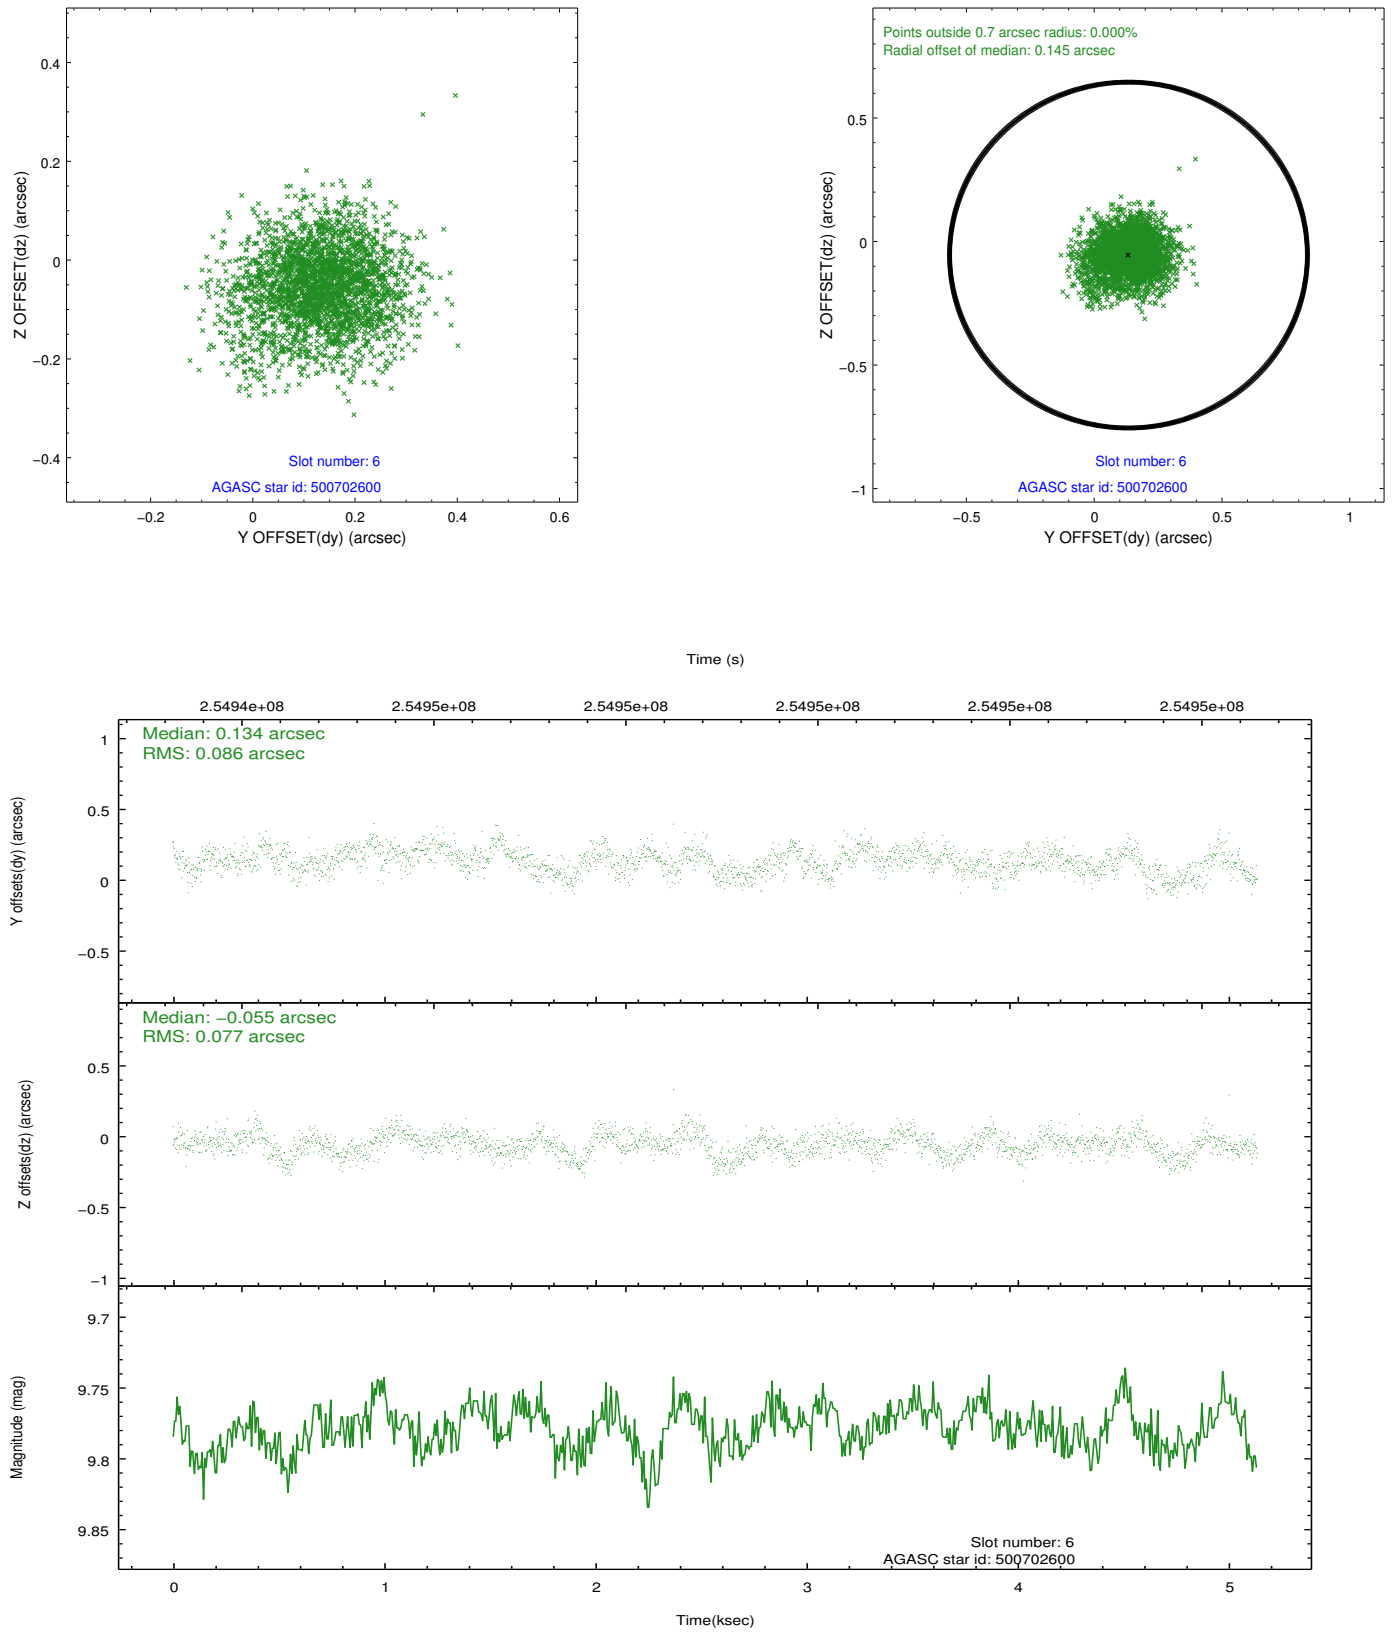 0.4
0.2
0
−0.2
−0.4
Z OFFSET(dz) (arcsec)
Slot number: 6
AGASC star id: 500702600
−0.2 0 0.2 0.4 0.6
Y OFFSET(dy) (arcsec)
Points outside 0.7 arcsec radius: 0.000%
Radial offset of median: 0.145 arcsec
0.5
0
−0.5
−1
Z OFFSET(dz) (arcsec)
Slot number: 6
AGASC star id: 500702600
−0.5 0 0.5 1
Y OFFSET(dy) (arcsec)
Time (s)
2.5494e+08 2.5495e+08 2.5495e+08 2.5495e+08 2.5495e+08 2.5495e+08
Median: 0.134 arcsec
RMS: 0.086 arcsec
1
0.5
0
−0.5
Y offsets(dy) (arcsec)
Median: −0.055 arcsec
RMS: 0.077 arcsec
0.5
0
−0.5
−1
Z offsets(dz) (arcsec)
9.7
9.75
9.8
9.85
Magnitude (mag)
Slot number: 6
AGASC star id: 500702600
0 1 2 3 4 5
Time(ksec)